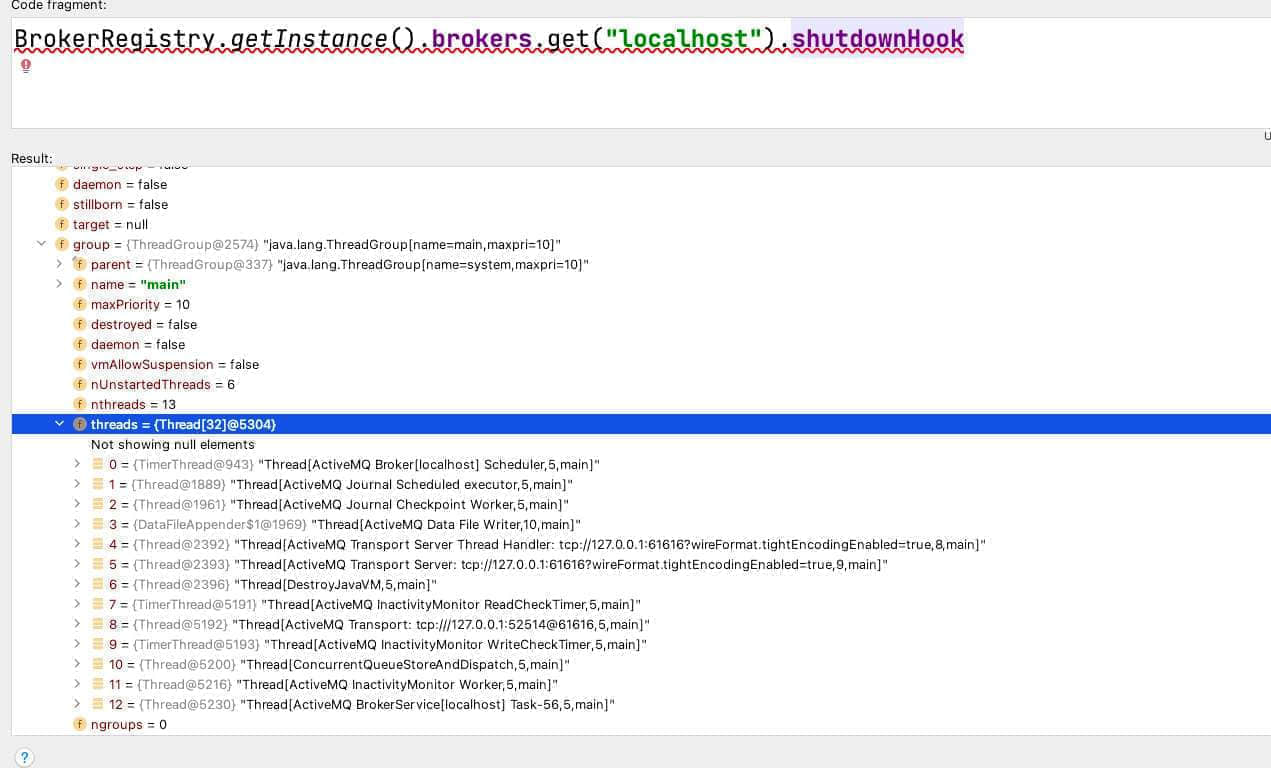 Code fragment:
BrokerRegistry.getInstance().brokers.get("localhost").shutdownHook
Result:
single_step = false
f daemon = false
f stillborn = false
f target = null
f group = {ThreadGroup@2574} "java.lang.ThreadGroup[name=main,maxpri=10]"
f parent = {ThreadGroup@337} "java.lang.ThreadGroup[name=system,maxpri=10]"
f name = "main"
f maxPriority = 10
f destroyed = false
f daemon = false
f vmAllowSuspension = false
f nUnstartedThreads = 6
f nthreads = 13
f threads = {Thread[32]@5304}
Not showing null elements
0 = {TimerThread@943} "Thread[ActiveMQ Broker[localhost] Scheduler,5,main]"
1 = {Thread@1889} "Thread[ActiveMQ Journal Scheduled executor,5,main]"
2 = {Thread@1961} "Thread[ActiveMQ Journal Checkpoint Worker,5,main]"
3 = {DataFileAppender$1@1969} "Thread[ActiveMQ Data File Writer,10,main]"
4 = {Thread@2392} "Thread[ActiveMQ Transport Server Thread Handler: tcp://127.0.0.1:61616?wireFormat.tightEncodingEnabled=true,8,main]"
5 = {Thread@2393} "Thread[ActiveMQ Transport Server: tcp://127.0.0.1:61616?wireFormat.tightEncodingEnabled=true,9,main]"
6 = {Thread@2396} "Thread[DestroyJavaVM,5,main]"
7 = {TimerThread@5191} "Thread[ActiveMQ InactivityMonitor ReadCheckTimer,5,main]"
8 = {Thread@5192} "Thread[ActiveMQ Transport: tcp:///127.0.0.1:52514@61616,5,main]"
9 = {TimerThread@5193} "Thread[ActiveMQ InactivityMonitor WriteCheckTimer,5,main]"
10 = {Thread@5200} "Thread[ConcurrentQueueStoreAndDispatch,5,main]"
11 = {Thread@5216} "Thread[ActiveMQ InactivityMonitor Worker,5,main]"
12 = {Thread@5230} "Thread[ActiveMQ BrokerService[localhost] Task-56,5,main]"
f ngroups = 0
?